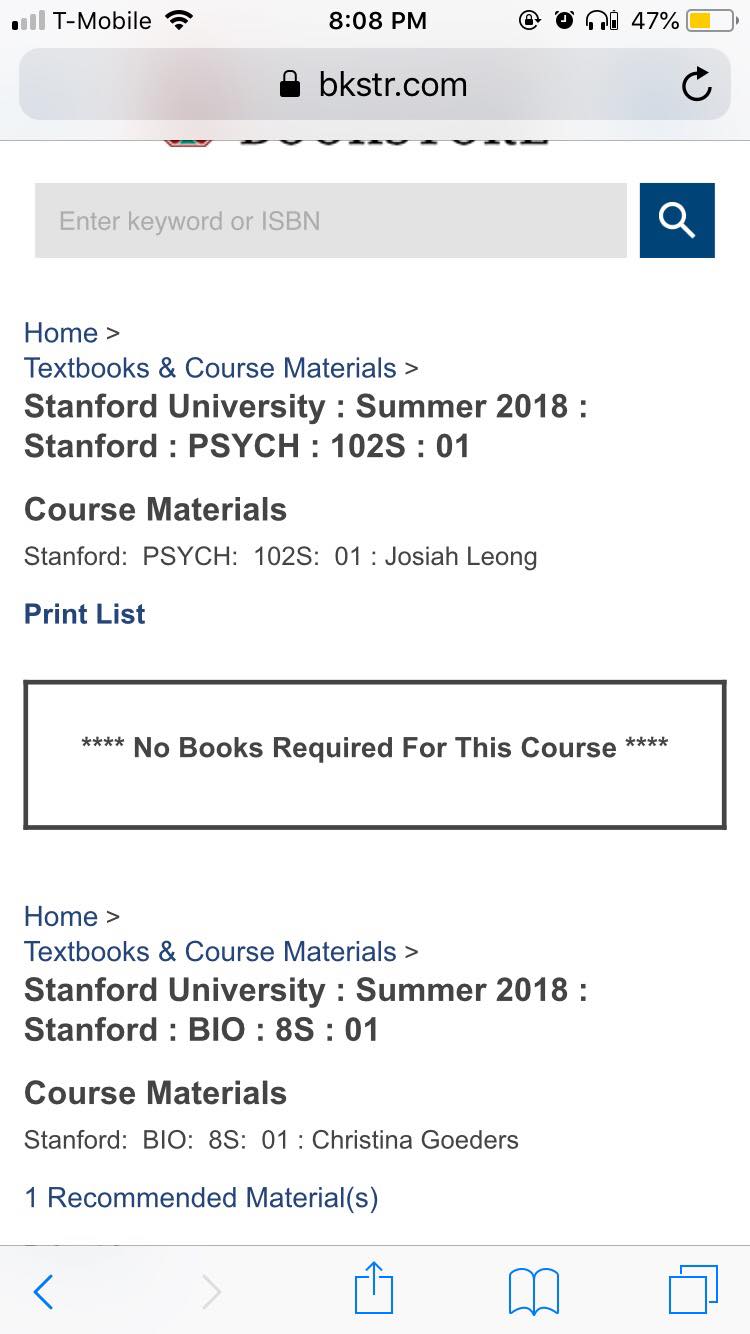 T-Mobile 8:08 PM 47%
bkstr.com
Enter keyword or ISBN
Home >
Textbooks & Course Materials >
Stanford University : Summer 2018 :
Stanford : PSYCH : 102S : 01
Course Materials
Stanford: PSYCH: 102S: 01 : Josiah Leong
Print List
**** No Books Required For This Course ****
Home >
Textbooks & Course Materials >
Stanford University : Summer 2018 :
Stanford : BIO : 8S : 01
Course Materials
Stanford: BIO: 8S: 01 : Christina Goeders
1 Recommended Material(s)